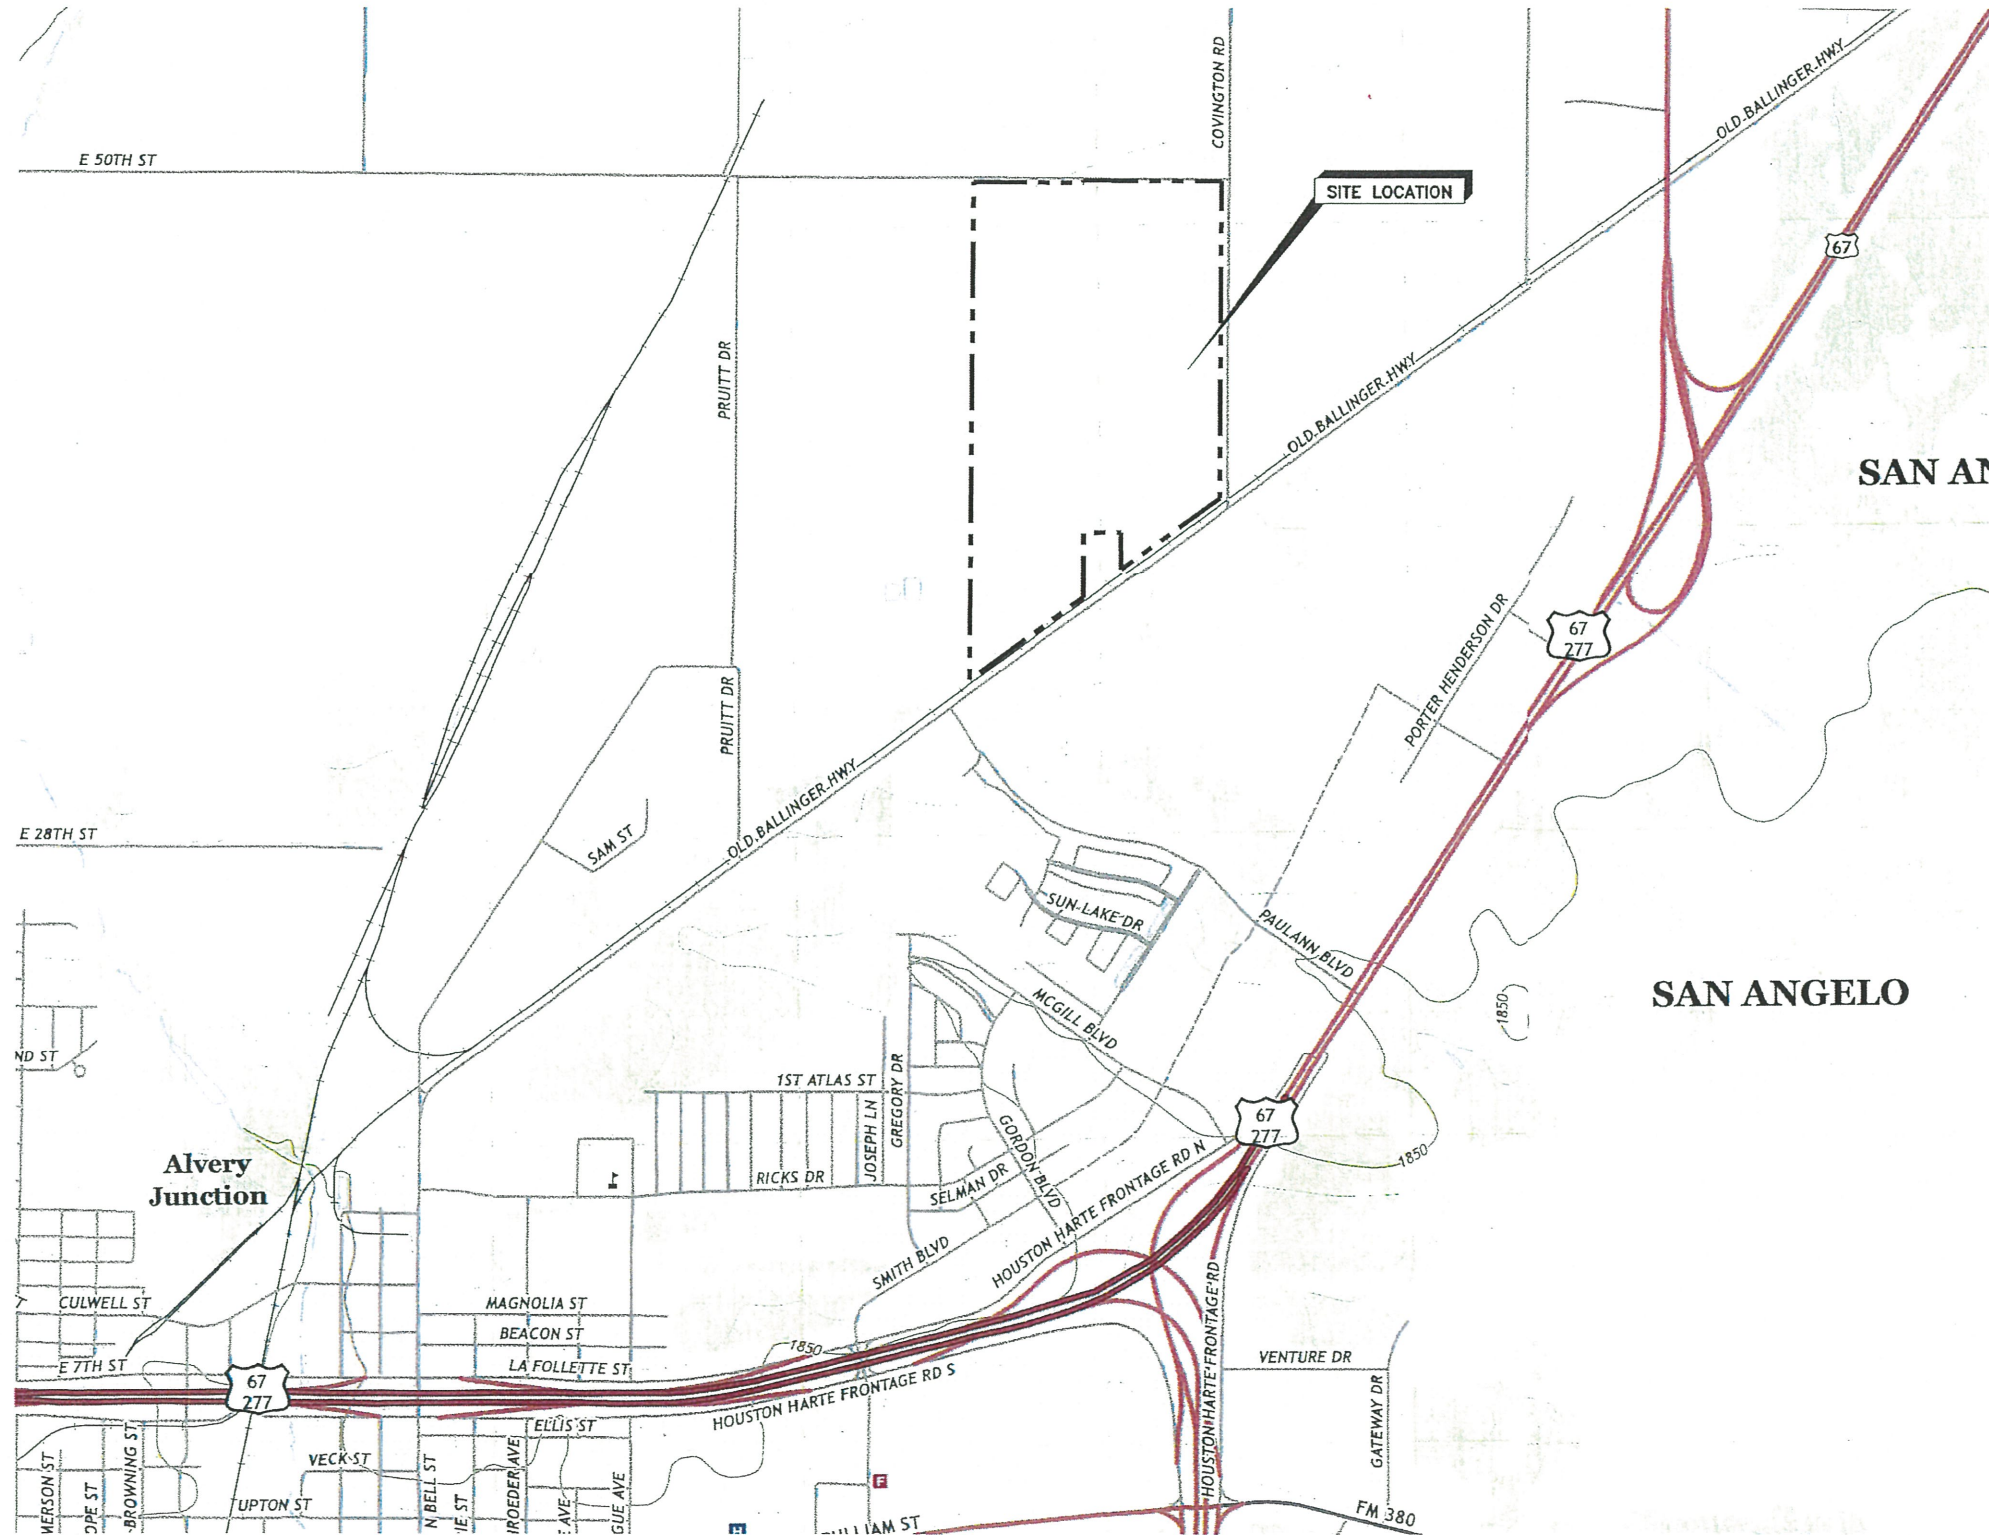 E 50TH ST
COVINGTON RD
OLD BALLINGER HWY
SITE LOCATION
67
PRUITT DR
OLD BALLINGER HWY
67
277
PORTER HENDERSON DR
PRUITT DR
OLD BALLINGER HWY
E 28TH ST
SAM ST
SUN LAKE DR
PAULANN BLVD
SAN ANGELO
1850
MCGILL BLVD
ND ST
1ST ATLAS ST
JOSEPH LN
GREGORY DR
GORDON BLVD
67
277
1850
Alvery
Junction
RICKS DR
SELMAN DR
HOUSTON HARTE FRONTAGE RD N
SMITH BLVD
HOUSTON HARTE FRONTAGE RD
CULWELL ST
MAGNOLIA ST
BEACON ST
1850
E 7TH ST
LA FOLLETTE ST
VENTURE DR
67
277
HOUSTON HARTE FRONTAGE RD S
GATEWAY DR
ELLIS ST
BROWNING ST
VECK ST
N BELL ST
UPTON ST
F
H
FM 380